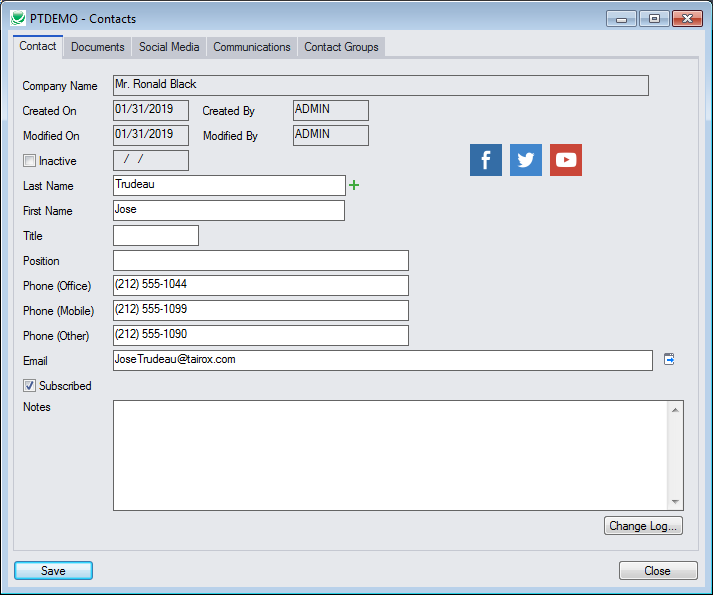 PTDEMO - Contacts
Contact Documents Social Media Communications Contact Groups
Company Name Mr. Ronald Black
Created On 01/31/2019 Created By ADMIN
Modified On 01/31/2019 Modified By ADMIN
Inactive / /
Last Name Trudeau
First Name Jose
Title
Position
Phone (Office) (212) 555-1044
Phone (Mobile) (212) 555-1099
Phone (Other) (212) 555-1090
Email JoseTrudeau@tairox.com
Subscribed
Notes
Change Log...
Save Close